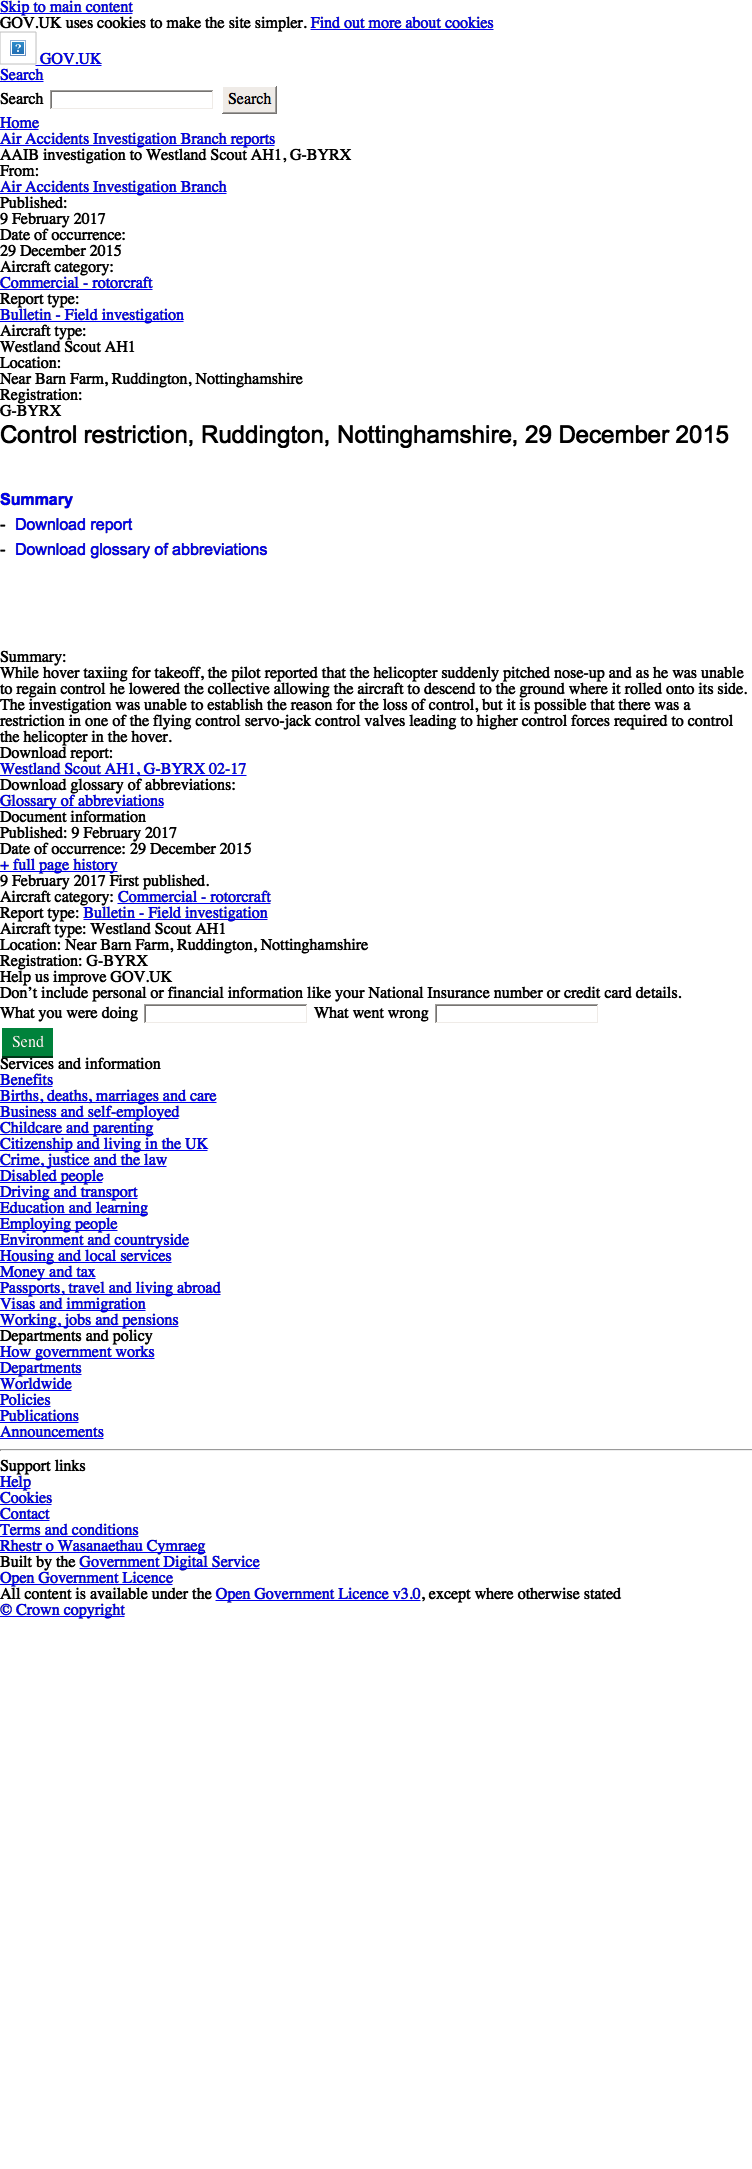 Skip to main content
GOV.UK uses cookies to make the site simpler. Find out more about cookies
GOV.UK
Search
Search Search
Home
Air Accidents Investigation Branch reports
AAIB investigation to Westland Scout AH1, G-BYRX
From:
Air Accidents Investigation Branch
Published:
9 February 2017
Date of occurrence:
29 December 2015
Aircraft category:
Commercial - rotorcraft
Report type:
Bulletin - Field investigation
Aircraft type:
Westland Scout AH1
Location:
Near Barn Farm, Ruddington, Nottinghamshire
Registration:
G-BYRX
Control restriction, Ruddington, Nottinghamshire, 29 December 2015
Summary
- Download report
- Download glossary of abbreviations
Summary:
While hover taxiing for takeoff, the pilot reported that the helicopter suddenly pitched nose-up and as he was unable
to regain control he lowered the collective allowing the aircraft to descend to the ground where it rolled onto its side.
The investigation was unable to establish the reason for the loss of control, but it is possible that there was a
restriction in one of the flying control servo-jack control valves leading to higher control forces required to control
the helicopter in the hover.
Download report:
Westland Scout AH1, G-BYRX 02-17
Download glossary of abbreviations:
Glossary of abbreviations
Document information
Published: 9 February 2017
Date of occurrence: 29 December 2015
+ full page history
9 February 2017 First published.
Aircraft category: Commercial - rotorcraft
Report type: Bulletin - Field investigation
Aircraft type: Westland Scout AH1
Location: Near Barn Farm, Ruddington, Nottinghamshire
Registration: G-BYRX
Help us improve GOV.UK
Don’t include personal or financial information like your National Insurance number or credit card details.
What you were doing What went wrong
Send
Services and information
Benefits
Births, deaths, marriages and care
Business and self-employed
Childcare and parenting
Citizenship and living in the UK
Crime, justice and the law
Disabled people
Driving and transport
Education and learning
Employing people
Environment and countryside
Housing and local services
Money and tax
Passports, travel and living abroad
Visas and immigration
Working, jobs and pensions
Departments and policy
How government works
Departments
Worldwide
Policies
Publications
Announcements
Support links
Help
Cookies
Contact
Terms and conditions
Rhestr o Wasanaethau Cymraeg
Built by the Government Digital Service
Open Government Licence
All content is available under the Open Government Licence v3.0, except where otherwise stated
© Crown copyright